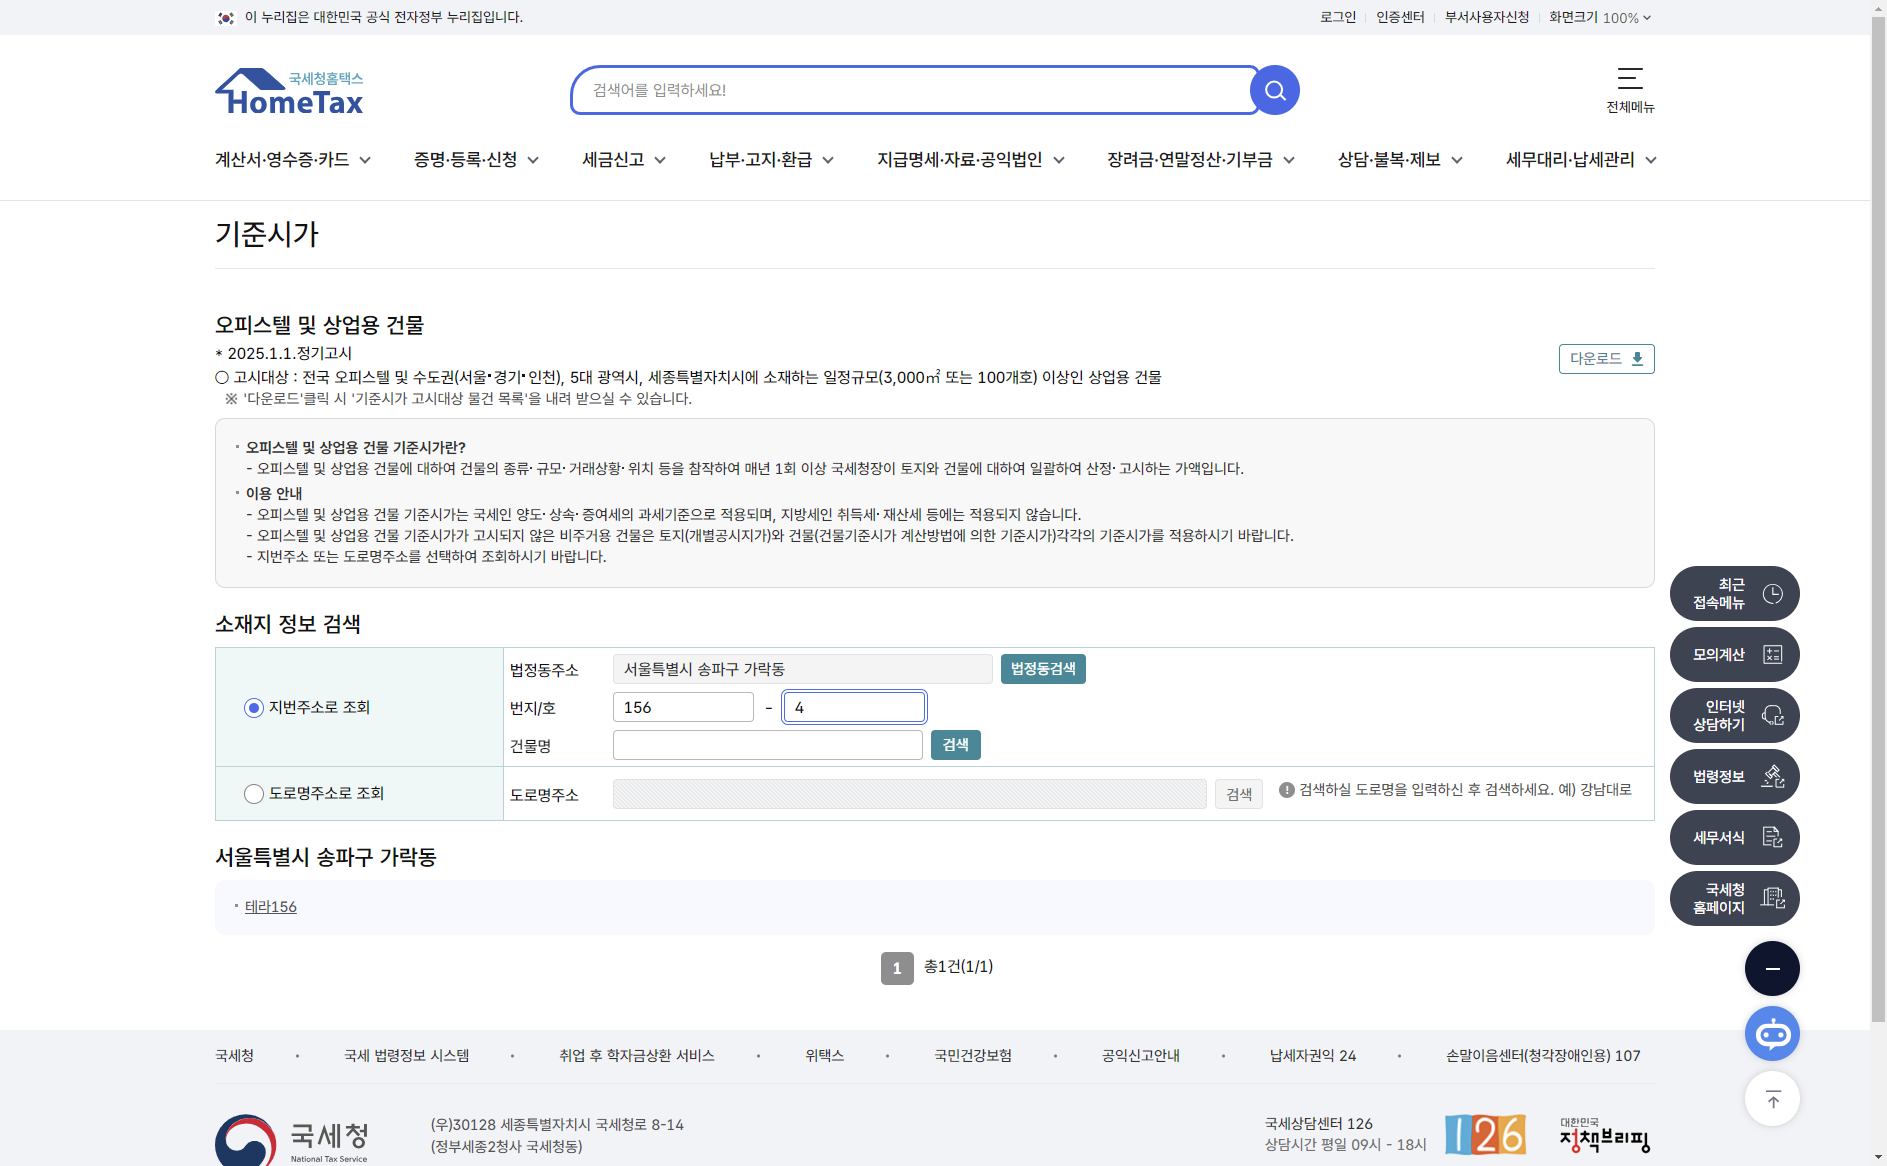 이 누리집은 대한민국 공식 전자정부 누리집입니다.
로그인 인증센터 부서사용자신청 화면크기 100%
국세청홈택스
HomeTax
검색어를 입력하세요!
전체메뉴
계산서·영수증·카드 증명·등록·신청 세금신고 납부·고지·환급 지급명세·자료·공익법인 장려금·연말정산·기부금 상담·불복·제보 세무대리·납세관리
기준시가
오피스텔 및 상업용 건물
* 2025.1.1.정기고시
다운로드
○ 고시대상 : 전국 오피스텔 및 수도권(서울·경기·인천), 5대 광역시, 세종특별자치시에 소재하는 일정규모(3,000㎡ 또는 100개호) 이상인 상업용 건물
※ '다운로드'클릭 시 '기준시가 고시대상 물건 목록'을 내려 받으실 수 있습니다.
오피스텔 및 상업용 건물 기준시가란?
- 오피스텔 및 상업용 건물에 대하여 건물의 종류· 규모· 거래상황· 위치 등을 참작하여 매년 1회 이상 국세청장이 토지와 건물에 대하여 일괄하여 산정· 고시하는 가액입니다.
이용 안내
- 오피스텔 및 상업용 건물 기준시가는 국세인 양도· 상속· 증여세의 과세기준으로 적용되며, 지방세인 취득세· 재산세 등에는 적용되지 않습니다.
- 오피스텔 및 상업용 건물 기준시가가 고시되지 않은 비주거용 건물은 토지(개별공시지가)와 건물(건물기준시가 계산방법에 의한 기준시가)각각의 기준시가를 적용하시기 바랍니다.
- 지번주소 또는 도로명주소를 선택하여 조회하시기 바랍니다.
소재지 정보 검색
지번주소로 조회
법정동주소 서울특별시 송파구 가락동 법정동검색
번지/호 156 - 4
건물명 검색
도로명주소로 조회
도로명주소 검색 검색하실 도로명을 입력하신 후 검색하세요. 예) 강남대로
서울특별시 송파구 가락동
테라156
1 총1건(1/1)
최근
접속메뉴
모의계산
인터넷
상담하기
법령정보
세무서식
국세청
홈페이지
국세청 · 국세 법령정보 시스템 · 취업 후 학자금상환 서비스 · 위택스 · 국민건강보험 · 공익신고안내 · 납세자권익 24 · 손말이음센터(청각장애인용) 107
국세청
National Tax Service
(우)30128 세종특별자치시 국세청로 8-14
(정부세종2청사 국세청동)
국세상담센터 126
상담시간 평일 09시 - 18시
126
대한민국
정책브리핑